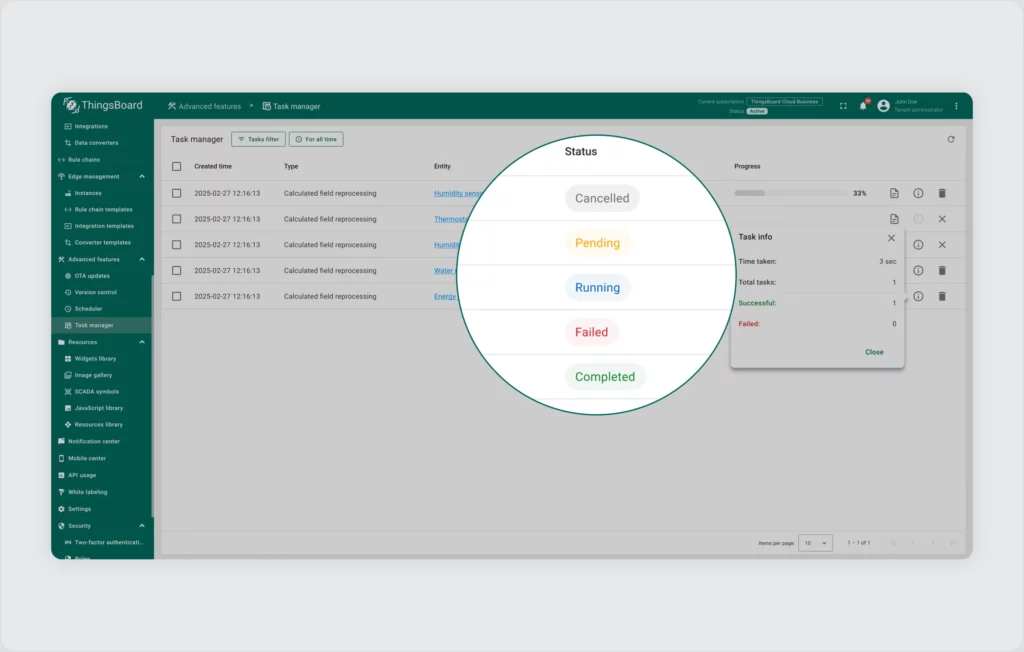 ThingsBoard
Advanced features > Task manager
Current subscription ThingsBoard Cloud Business
Status Active
John Doe
Tenant administrator
Integrations
Data converters
Rule chains
Edge management
Instances
Rule chain templates
Integration templates
Converter templates
Advanced features
OTA updates
Version control
Scheduler
Task manager
Resources
Widgets library
Image gallery
SCADA symbols
JavaScript library
Resources library
Notification center
Mobile center
API usage
White labeling
Settings
Security
Two-factor authenticati...
Roles
Task manager Tasks filter For all time
Created time Type Entity Status Progress
2025-02-27 12:16:13 Calculated field reprocessing Humidity Cancelled 33%
2025-02-27 12:16:13 Calculated field reprocessing Pending
2025-02-27 12:16:13 Calculated field reprocessing Running
2025-02-27 12:16:13 Calculated field reprocessing Water Failed
2025-02-27 12:16:13 Calculated field reprocessing Energy Completed
Task info
Time taken: 3 sec
Total tasks: 1
Successful: 1
Failed: 0
Close
Items per page: 10 1 – 1 of 1